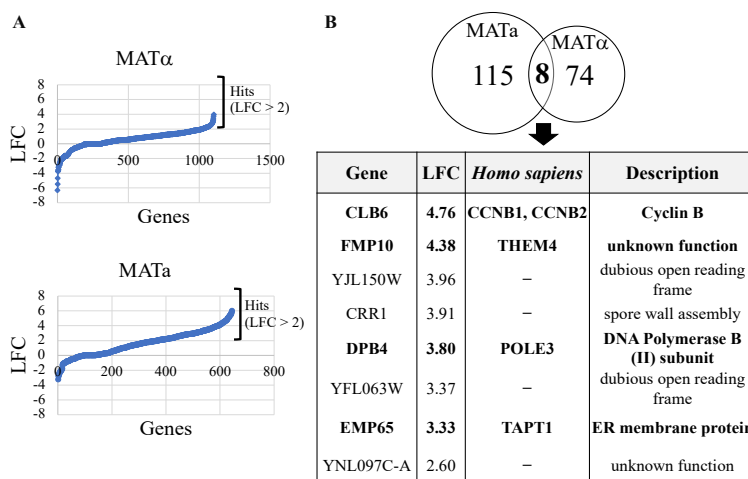 A
MATα
8
6
4
2
0
-2
-4
-6
-8
0
500
1000
1500
LFC
Genes
Hits
(LFC > 2)
MATa
8
6
4
2
0
-2
-4
-6
-8
0
200
400
600
800
LFC
Genes
Hits
(LFC > 2)
B
MATa
MATα
115 8 74
Gene LFC Homo sapiens Description
CLB6 4.76 CCNB1, CCNB2 Cyclin B
FMP10 4.38 THEM4 unknown function
YJL150W 3.96 – dubious open reading
frame
CRR1 3.91 – spore wall assembly
DPB4 3.80 POLE3 DNA Polymerase B
(II) subunit
YFL063W 3.37 – dubious open reading
frame
EMP65 3.33 TAPT1 ER membrane protein
YNL097C-A 2.60 – unknown function